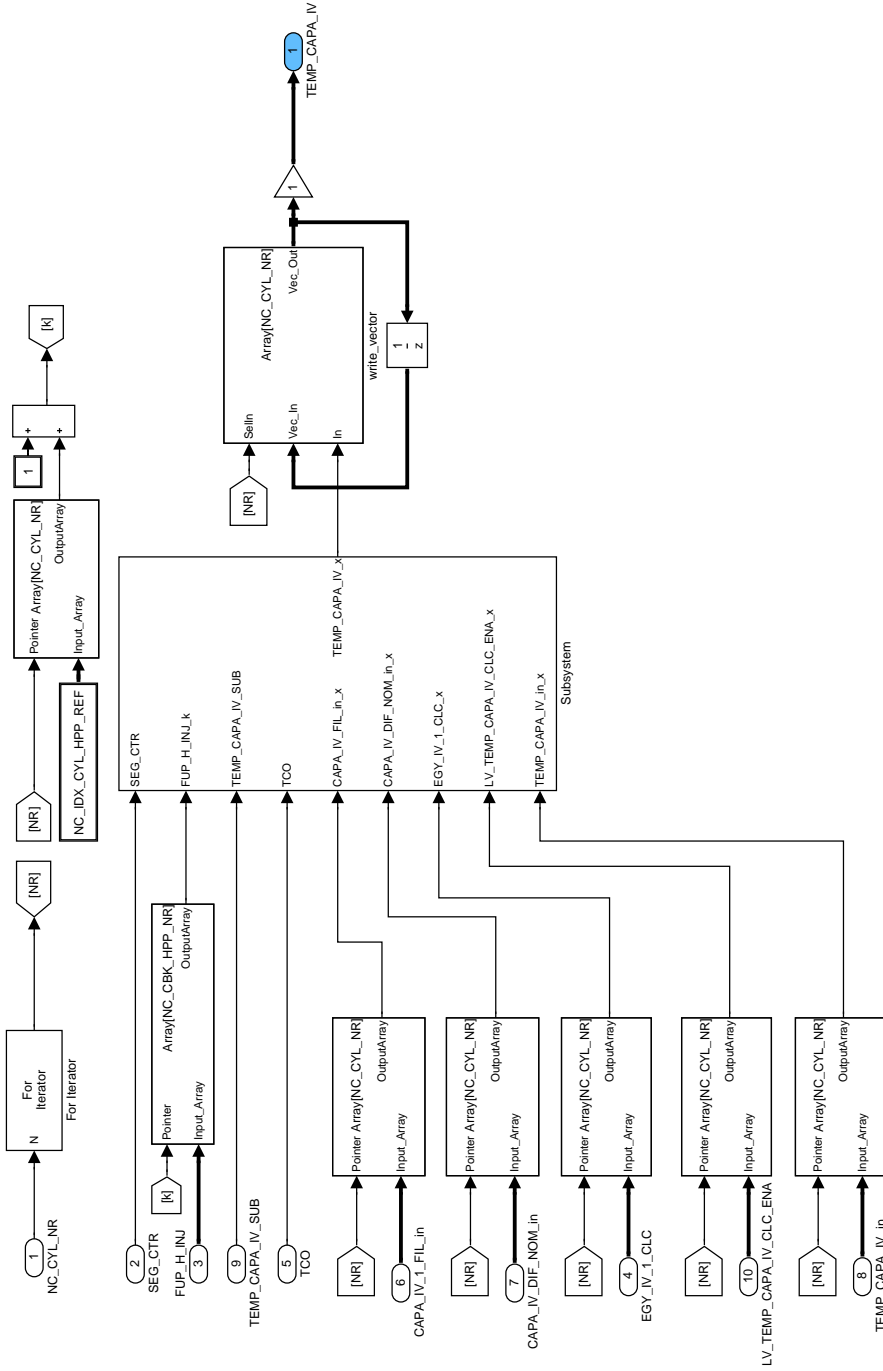 1
NC_CYL_NR
N
For
Iterator
For Iterator
[NR]
[NR]
NC_IDX_CYL_HPP_REF
Pointer Array[NC_CYL_NR]
Input_Array
OutputArray
1
+
+
[k]
2
SEG_CTR
FUP_H_INJ
3
[k]
Pointer
Array[NC_CBK_HPP_NR]
Input_Array
OutputArray
9
TEMP_CAPA_IV_SUB
5
TCO
[NR]
6
CAPA_IV_1_FIL_in
Pointer Array[NC_CYL_NR]
Input_Array
OutputArray
[NR]
7
CAPA_IV_DIF_NOM_in
Pointer Array[NC_CYL_NR]
Input_Array
OutputArray
[NR]
4
EGY_IV_1_CLC
Pointer Array[NC_CYL_NR]
Input_Array
OutputArray
[NR]
10
LV_TEMP_CAPA_IV_CLC_ENA
Pointer Array[NC_CYL_NR]
Input_Array
OutputArray
[NR]
8
TEMP_CAPA_IV_in
Pointer Array[NC_CYL_NR]
Input_Array
OutputArray
SEG_CTR
FUP_H_INJ_k
TEMP_CAPA_IV_SUB
TCO
CAPA_IV_FIL_in_x
CAPA_IV_DIF_NOM_in_x
EGY_IV_1_CLC_x
LV_TEMP_CAPA_IV_CLC_ENA_x
TEMP_CAPA_IV_in_x
TEMP_CAPA_IV_x
Subsystem
[NR]
SelIn
Vec_In
In
Array[NC_CYL_NR]
Vec_Out
write_vector
1
z
1
1
TEMP_CAPA_IV